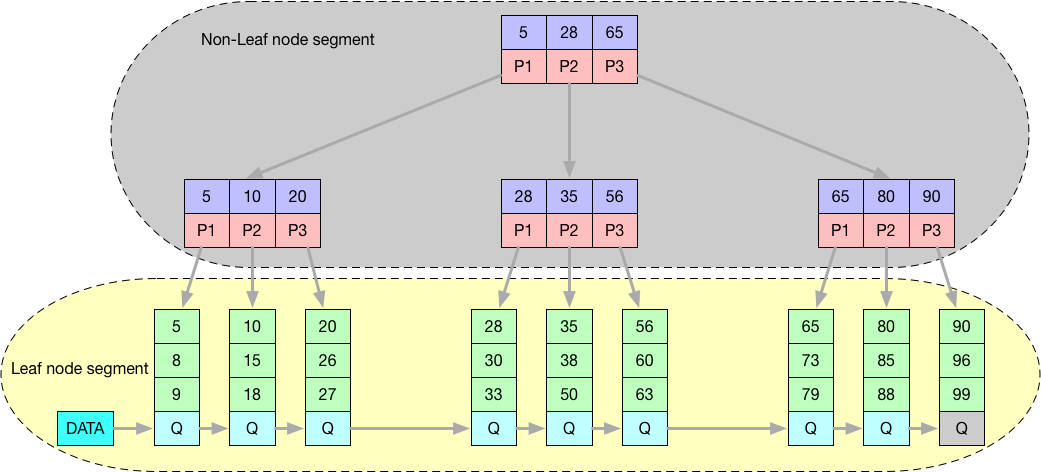 Non-Leaf node segment
5 28 65
P1 P2 P3
5 10 20
P1 P2 P3
28 35 56
P1 P2 P3
65 80 90
P1 P2 P3
Leaf node segment
5 10 20 28 35 56 65 80 90
8 15 26 30 38 60 73 85 96
9 18 27 33 50 63 79 88 99
DATA Q Q Q Q Q Q Q Q Q